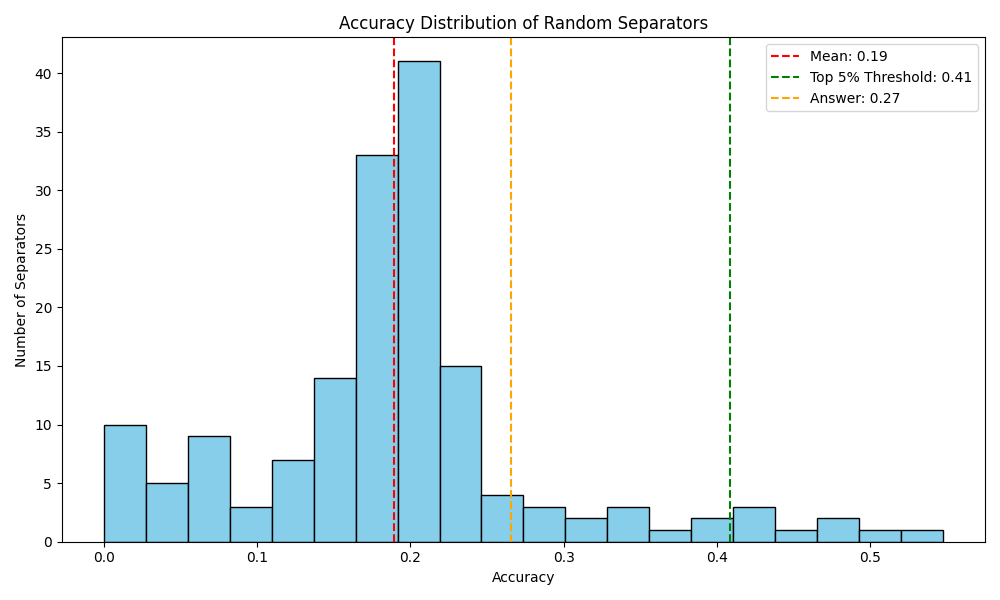 Accuracy Distribution of Random Separators
Mean: 0.19
Top 5% Threshold: 0.41
Answer: 0.27
Number of Separators
40
35
30
25
20
15
10
5
0
0.0 0.1 0.2 0.3 0.4 0.5
Accuracy